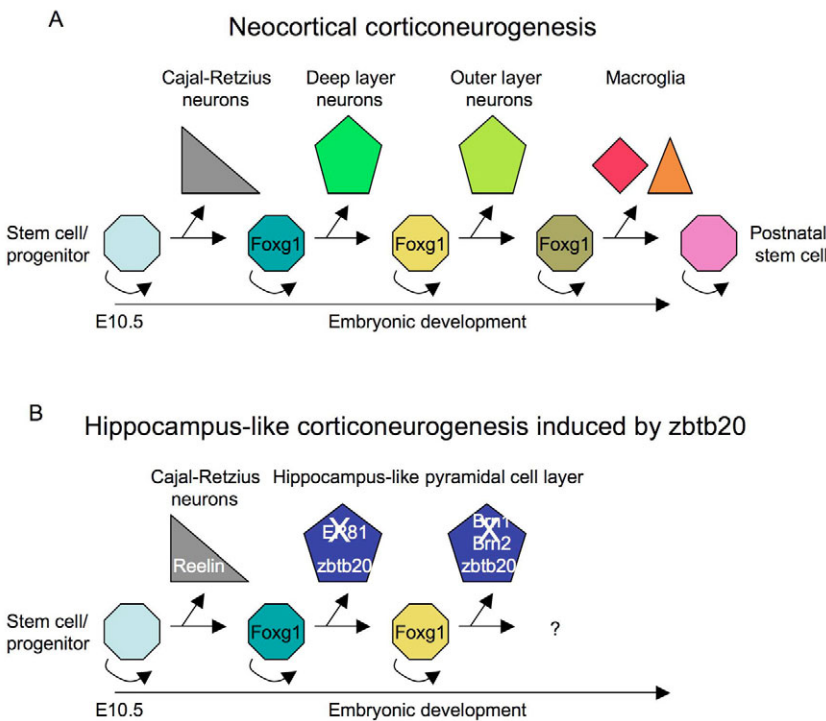 A
Neocortical corticoneurogenesis
Cajal-Retzius
neurons
Deep layer
neurons
Outer layer
neurons
Macroglia
Stem cell/
progenitor
Foxg1
Foxg1
Foxg1
Postnatal
stem cell
E10.5
Embryonic development
B
Hippocampus-like corticoneurogenesis induced by zbtb20
Cajal-Retzius
neurons
Hippocampus-like pyramidal cell layer
Reelin
X
ER81
zbtb20
X
Brn1
Brn2
zbtb20
Stem cell/
progenitor
Foxg1
Foxg1
?
E10.5
Embryonic development